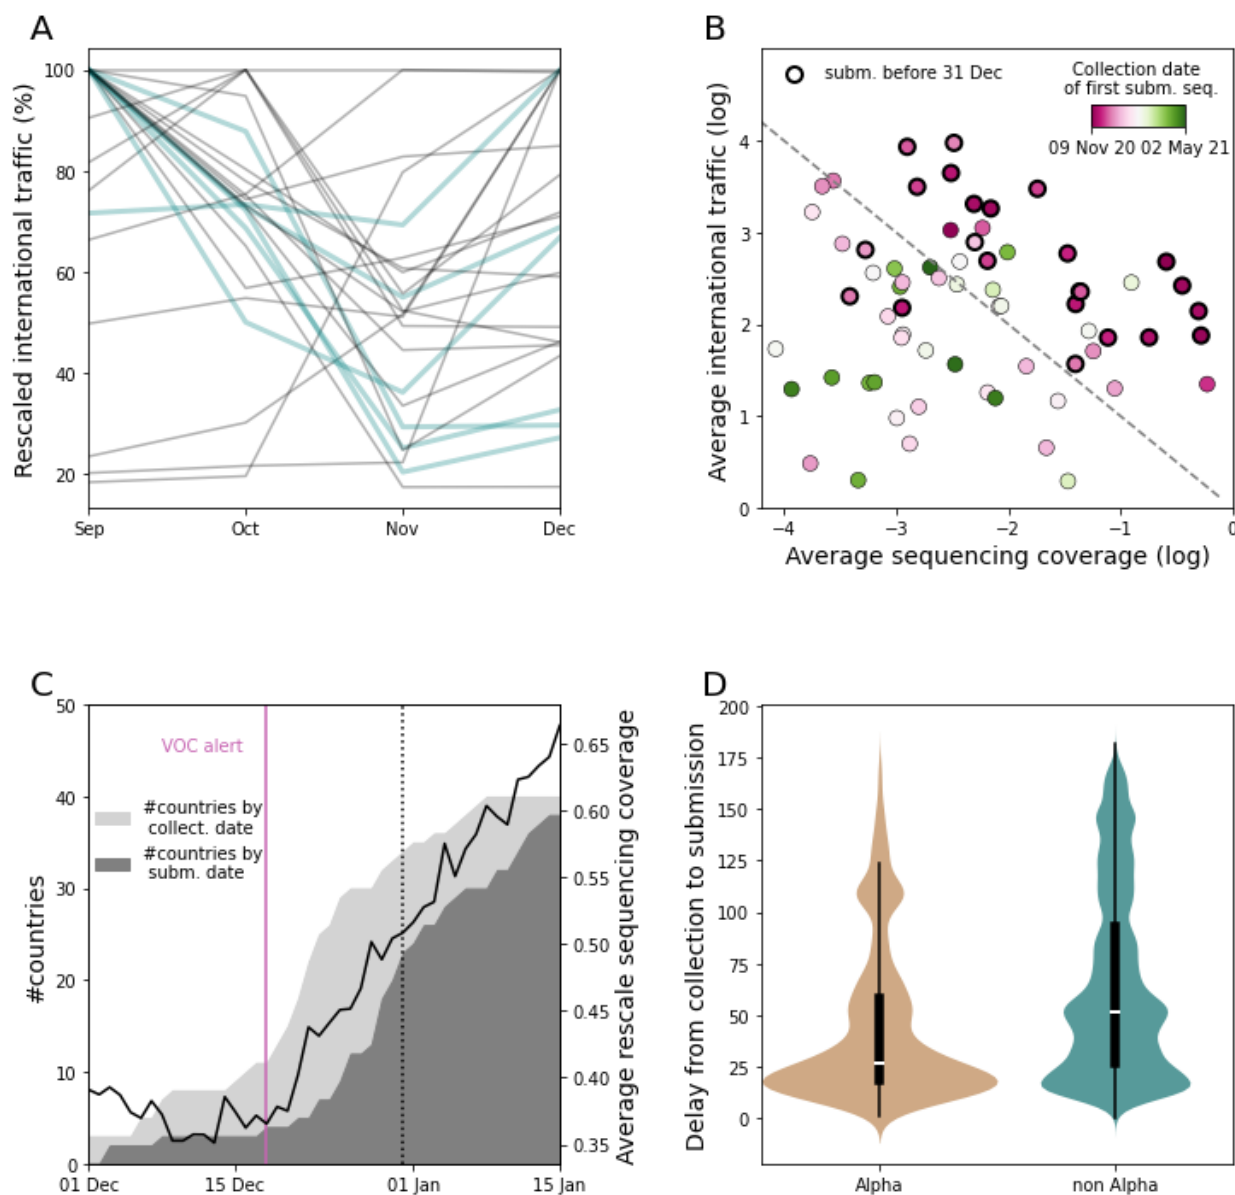 A
Rescaled international traffic (%)
100
80
60
40
20
Sep
Oct
Nov
Dec
B
subm. before 31 Dec
Collection date
of first subm. seq.
09 Nov 20 02 May 21
Average international traffic (log)
4
3
2
1
0
−4
−3
−2
−1
0
Average sequencing coverage (log)
C
VOC alert
#countries by
collect. date
#countries by
subm. date
#countries
50
40
30
20
10
0
01 Dec
15 Dec
01 Jan
15 Jan
0.65
0.60
0.55
0.50
0.45
0.40
0.35
Average rescale sequencing coverage
D
Delay from collection to submission
200
175
150
125
100
75
50
25
0
Alpha
non Alpha